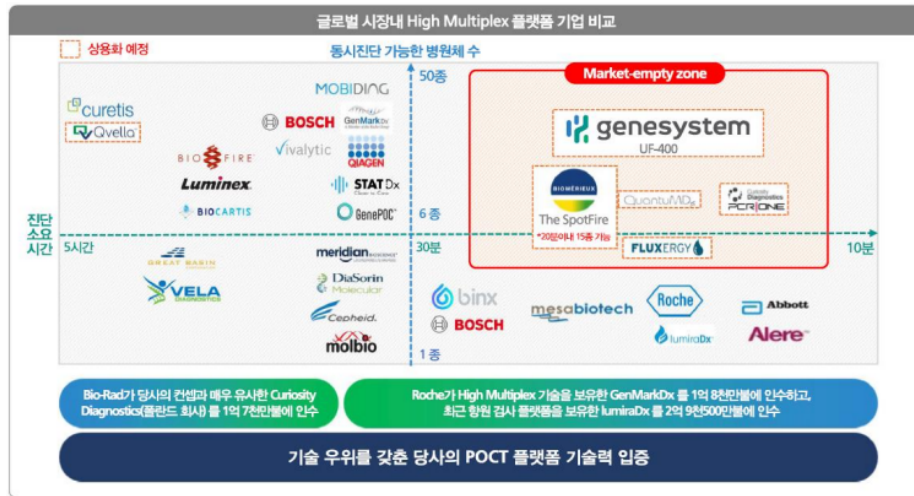 글로벌 시장내 High Multiplex 플랫폼 기업 비교
상용화 예정
동시진단 가능한 병원체 수
50종
Market-empty zone
MOBIDIAG
curetis
Qvella
BOSCH
GenMarkDx
genesystem
UF-400
vivalytic
QIAGEN
BIOFIRE
Luminex
STAT Dx
BIOMÉRIEUX
The SpotFire
*20분이내 15종 가능
QuantuMDx
Curiosity Diagnostics
PCR|ONE
BIOCARTIS
GenePOC
6 종
진단
소요
시간
5시간
30분
10분
FLUXERGY
GREAT BASIN
meridian BIOSCIENCE
VELA
DIAGNOSTICS
DiaSorin
Molecular
binx
BOSCH
mesabiotech
Roche
Abbott
Cepheid.
lumiraDx
Alere
molbio
1 종
Bio-Rad가 당사의 컨셉과 매우 유사한 Curiosity
Diagnostics(폴란드 회사) 를 1억 7천만불에 인수
Roche가 High Multiplex 기술을 보유한 GenMarkDx 를 1억 8천만불에 인수하고,
최근 항원 검사 플랫폼을 보유한 lumiraDx 를 2억 9천500만불에 인수
기술 우위를 갖춘 당사의 POCT 플랫폼 기술력 입증